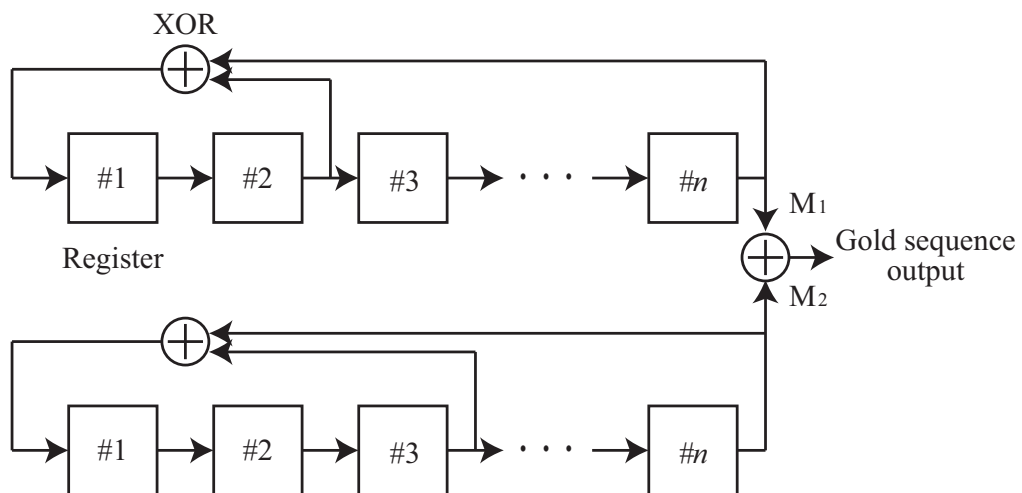 XOR
#1 #2 #3 . . . #n
M1
Register
Gold sequence
output
M2
#1 #2 #3 . . . #n